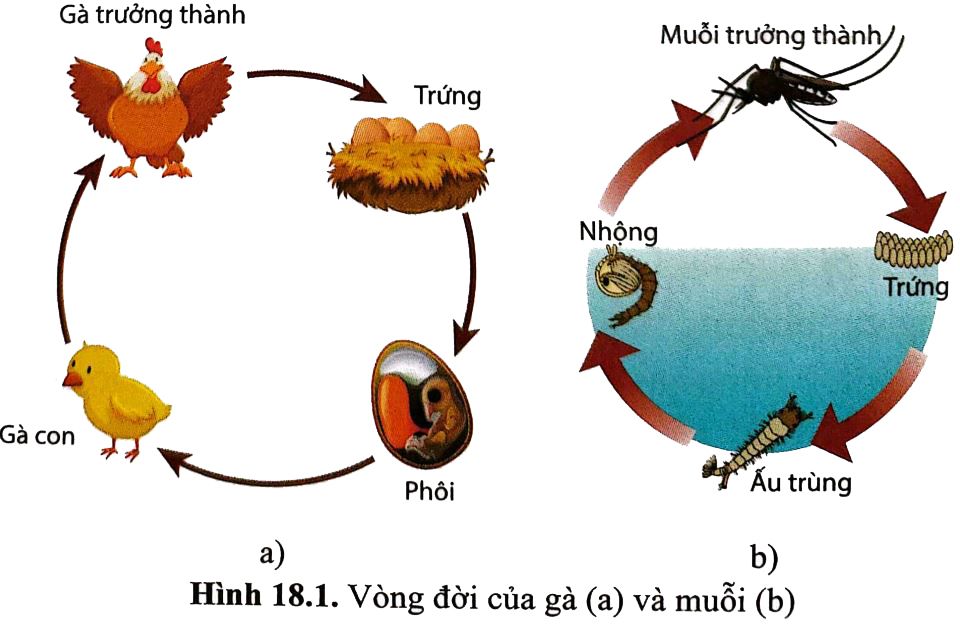 Gà trưởng thành
Trứng
Phôi
Gà con
a)
Muỗi trưởng thành
Trứng
Ấu trùng
Nhộng
b)
Hình 18.1. Vòng đời của gà (a) và muỗi (b)